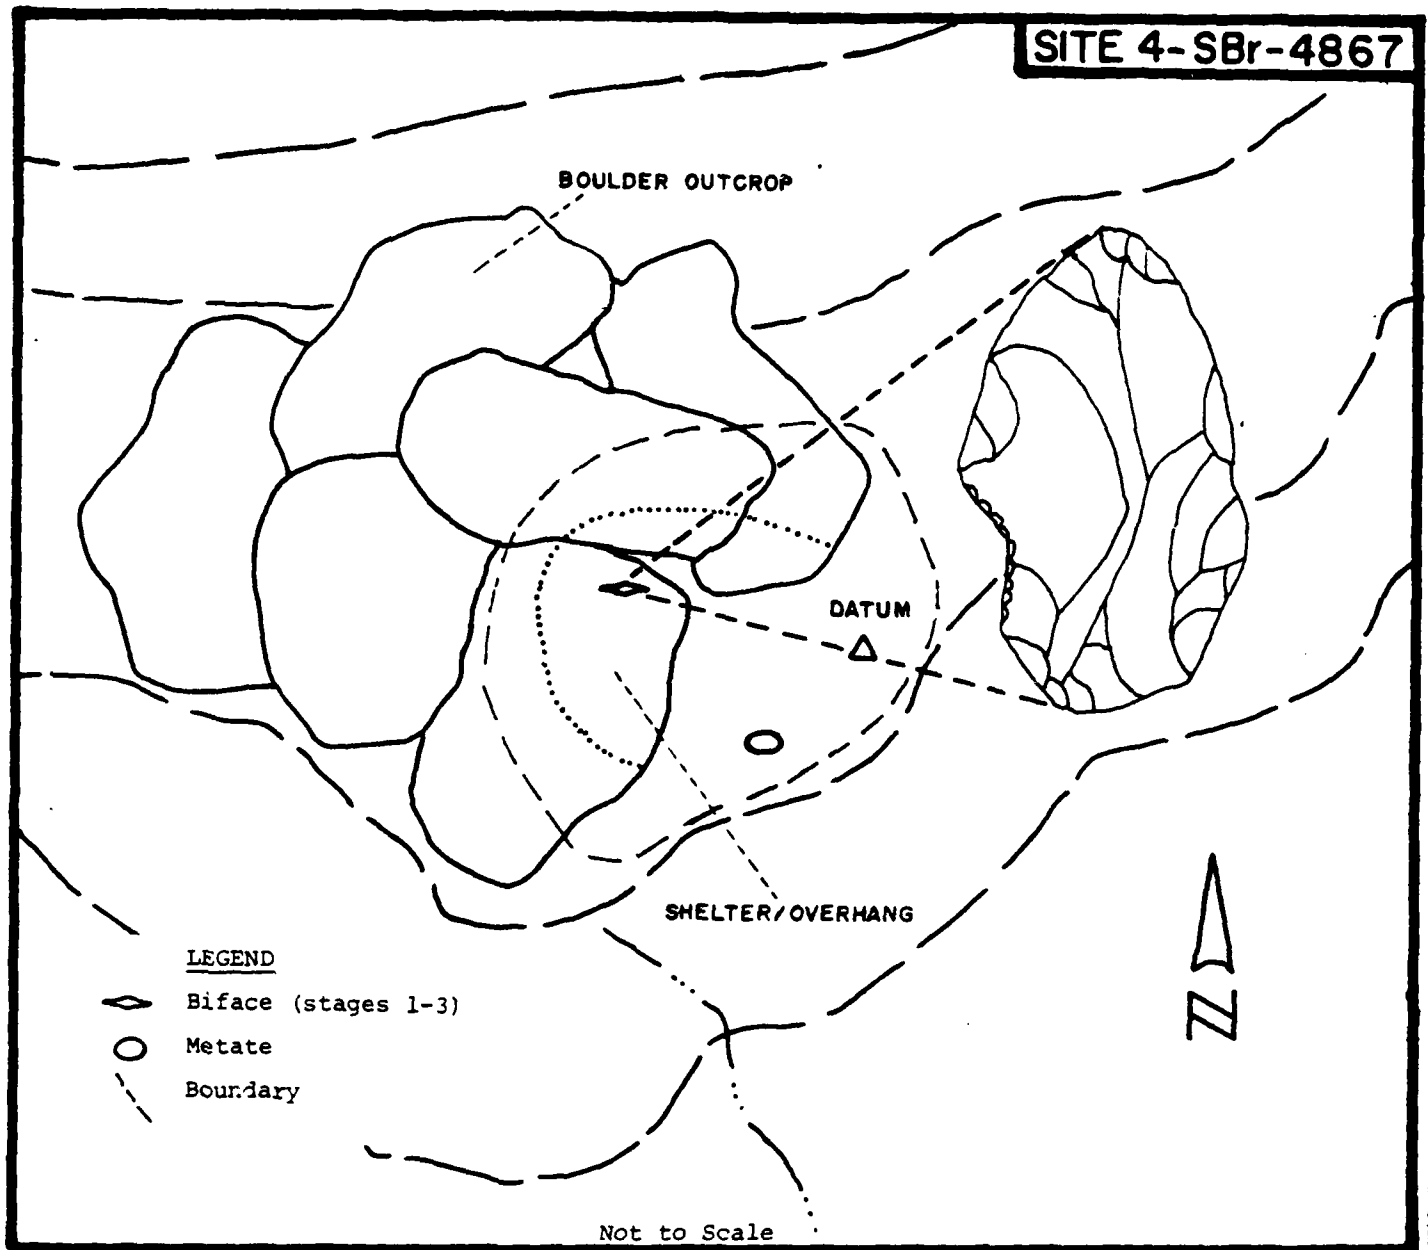 SITE 4-SBr-4867
BOULDER OUTCROP
DATUM
SHELTER/OVERHANG
LEGEND
Biface (stages 1-3)
Metate
Boundary
N
Not to Scale